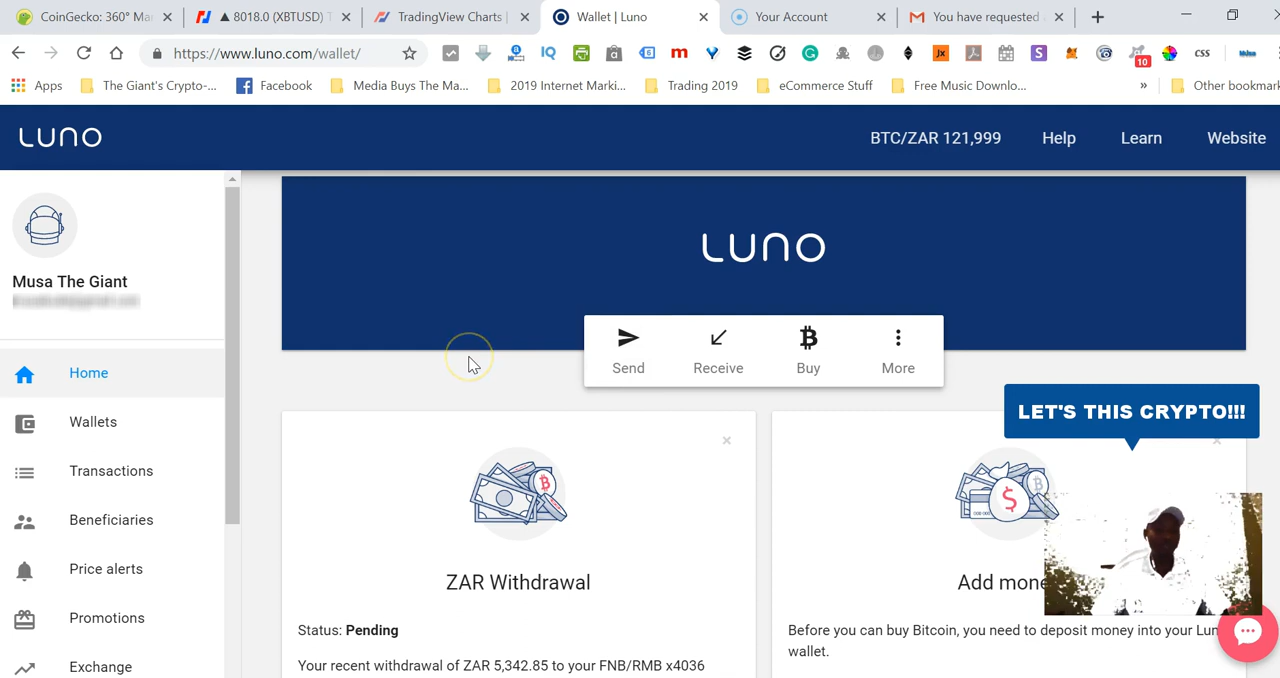 CoinGecko: 360° Ma
▲ 8018.0 (XBTUSD) T
TradingView Charts |
Wallet | Luno
Your Account
You have requested
https://www.luno.com/wallet/
10
CSS
Apps
The Giant's Crypto-...
Facebook
Media Buys The Ma...
2019 Internet Marki...
Trading 2019
eCommerce Stuff
Free Music Downlo...
»
Other bookmar
LUNO
BTC/ZAR 121,999
Help
Learn
Website
Musa The Giant
LUNO
Send
Receive
Buy
More
Home
Wallets
Transactions
Beneficiaries
Price alerts
Promotions
Exchange
LET'S THIS CRYPTO!!!
ZAR Withdrawal
Status: Pending
Your recent withdrawal of ZAR 5,342.85 to your FNB/RMB x4036
Add mone
Before you can buy Bitcoin, you need to deposit money into your Lun
wallet.